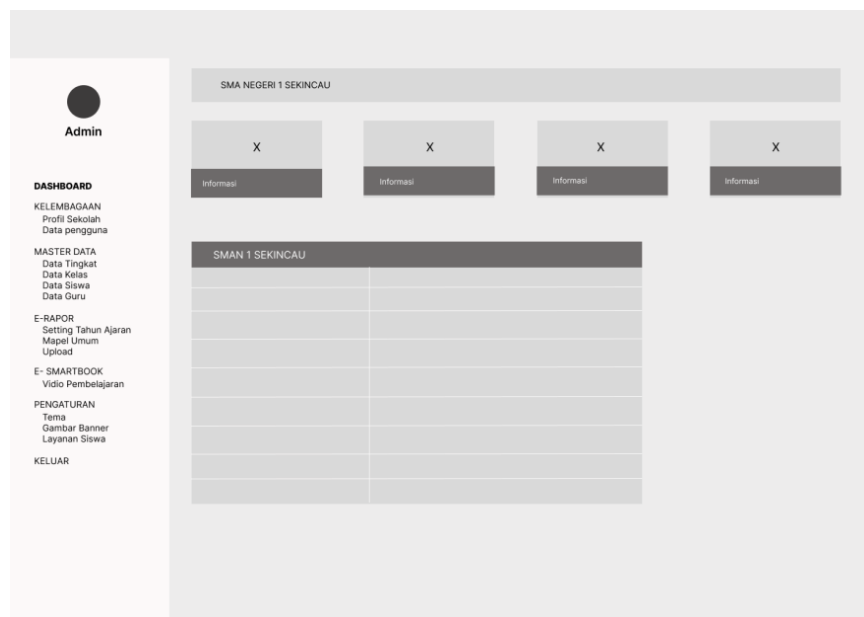 Admin
DASHBOARD
KELEMBAGAAN
Profil Sekolah
Data pengguna
MASTER DATA
Data Tingkat
Data Kelas
Data Siswa
Data Guru
E-RAPOR
Setting Tahun Ajaran
Mapel Umum
Upload
E- SMARTBOOK
Vidio Pembelajaran
PENGATURAN
Tema
Gambar Banner
Layanan Siswa
KELUAR
SMA NEGERI 1 SEKINCAU
X
Informasi
X
Informasi
X
Informasi
X
Informasi
SMAN 1 SEKINCAU